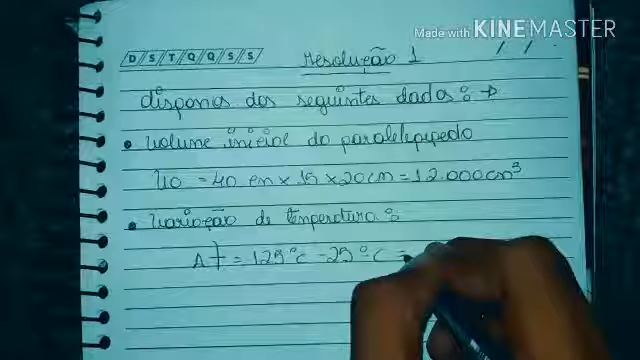 Made with KINEMASTER
D S T Q Q S S
Resolução 1
dispomos dos seguintes dados:
• Volume inicial do paralelepipedo
V0 = 40 cm x 15 x 20 cm = 12.000 cm³
• Variação de temperatura:
Δt = 125°C - 25°C =